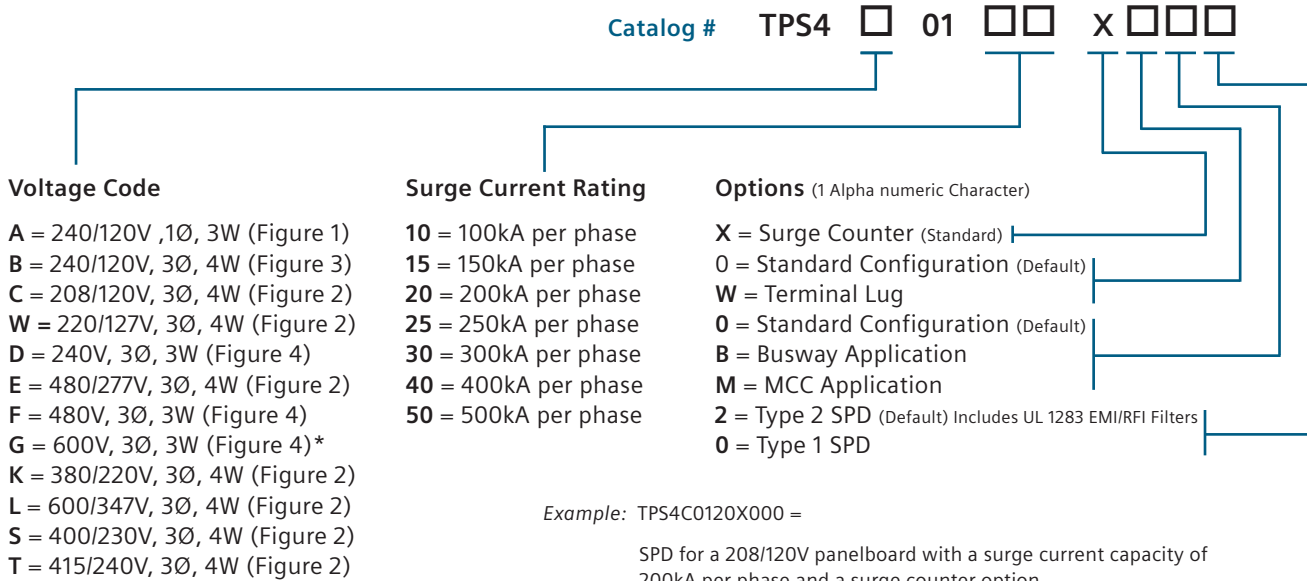 Catalog # TPS4 □ 01 □□ X □□□
Voltage Code
A = 240/120V ,1Ø, 3W (Figure 1)
B = 240/120V, 3Ø, 4W (Figure 3)
C = 208/120V, 3Ø, 4W (Figure 2)
W = 220/127V, 3Ø, 4W (Figure 2)
D = 240V, 3Ø, 3W (Figure 4)
E = 480/277V, 3Ø, 4W (Figure 2)
F = 480V, 3Ø, 3W (Figure 4)
G = 600V, 3Ø, 3W (Figure 4)*
K = 380/220V, 3Ø, 4W (Figure 2)
L = 600/347V, 3Ø, 4W (Figure 2)
S = 400/230V, 3Ø, 4W (Figure 2)
T = 415/240V, 3Ø, 4W (Figure 2)
Surge Current Rating
10 = 100kA per phase
15 = 150kA per phase
20 = 200kA per phase
25 = 250kA per phase
30 = 300kA per phase
40 = 400kA per phase
50 = 500kA per phase
Options (1 Alpha numeric Character)
X = Surge Counter (Standard)
0 = Standard Configuration (Default)
W = Terminal Lug
0 = Standard Configuration (Default)
B = Busway Application
M = MCC Application
2 = Type 2 SPD (Default) Includes UL 1283 EMI/RFI Filters
0 = Type 1 SPD
Example: TPS4C0120X000 =
SPD for a 208/120V panelboard with a surge current capacity of
200kA per phase and a surge counter option